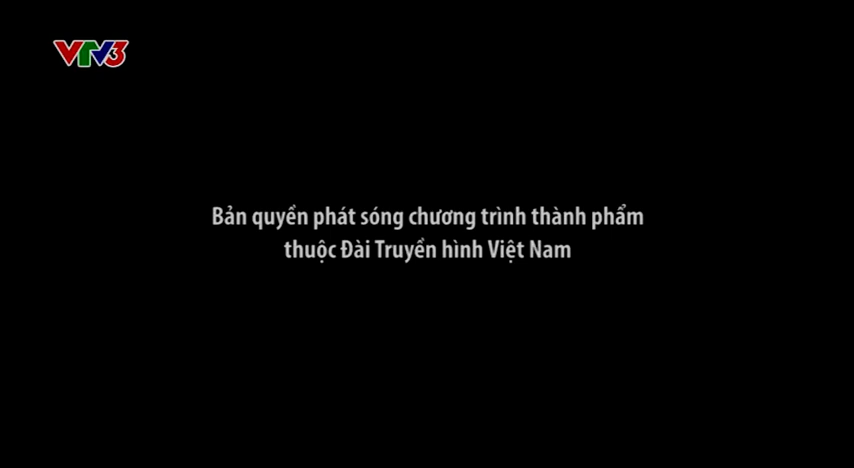 VTV3
Bản quyền phát sóng chương trình thành phẩm
thuộc Đài Truyền hình Việt Nam